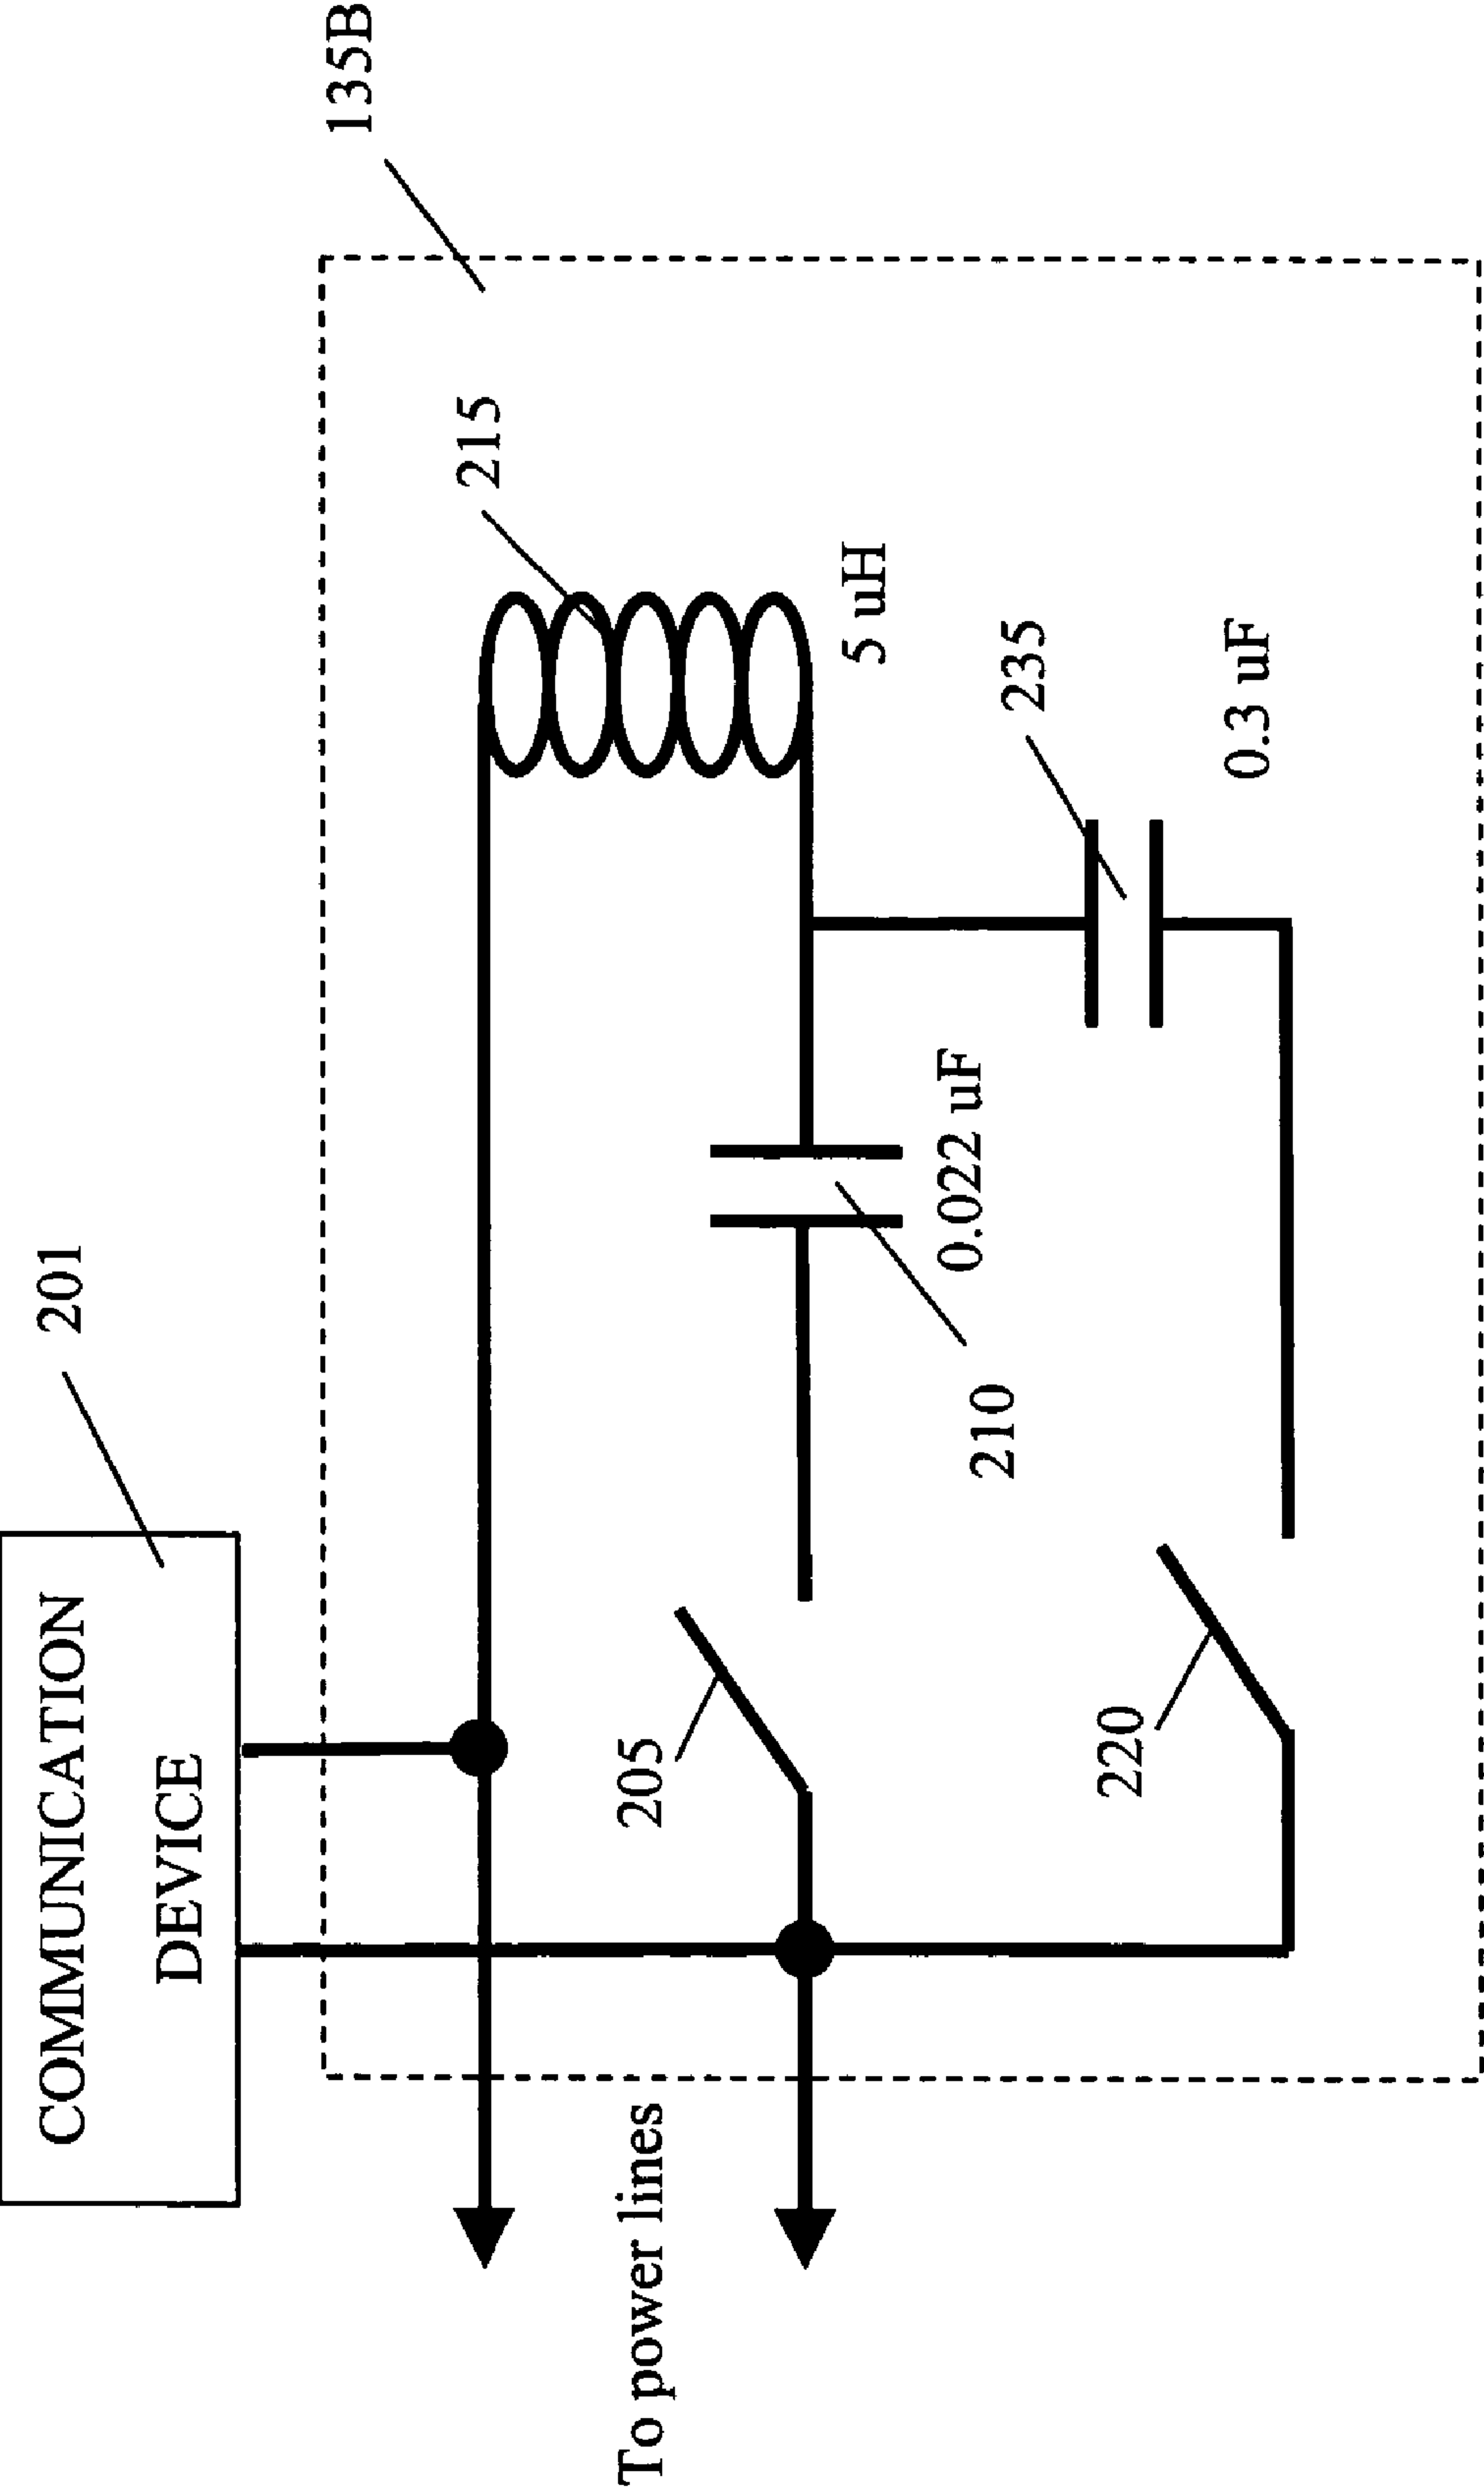 COMMUNICATION
DEVICE
201
135B
215
5 uH
235
0.3 uF
0.022 uF
210
205
220
To power lines